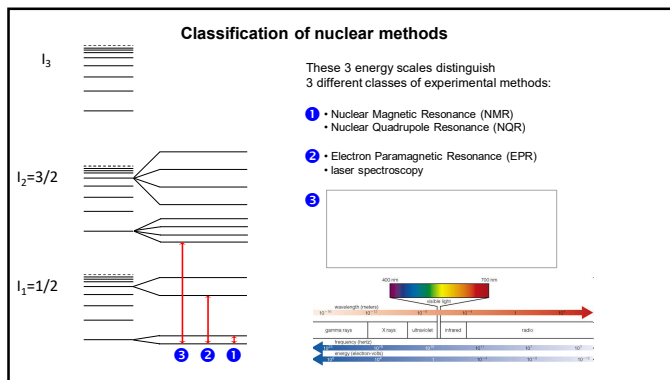 Classification of nuclear methods
I3
These 3 energy scales distinguish
3 different classes of experimental methods:
1 • Nuclear Magnetic Resonance (NMR)
• Nuclear Quadrupole Resonance (NQR)
I2=3/2
2 • Electron Paramagnetic Resonance (EPR)
• laser spectroscopy
3
I1=1/2
400 nm 700 nm
visible light
wavelength (meters)
gamma rays X rays ultraviolet infrared radio
frequency (hertz)
energy (electron-volts)
3 2 1